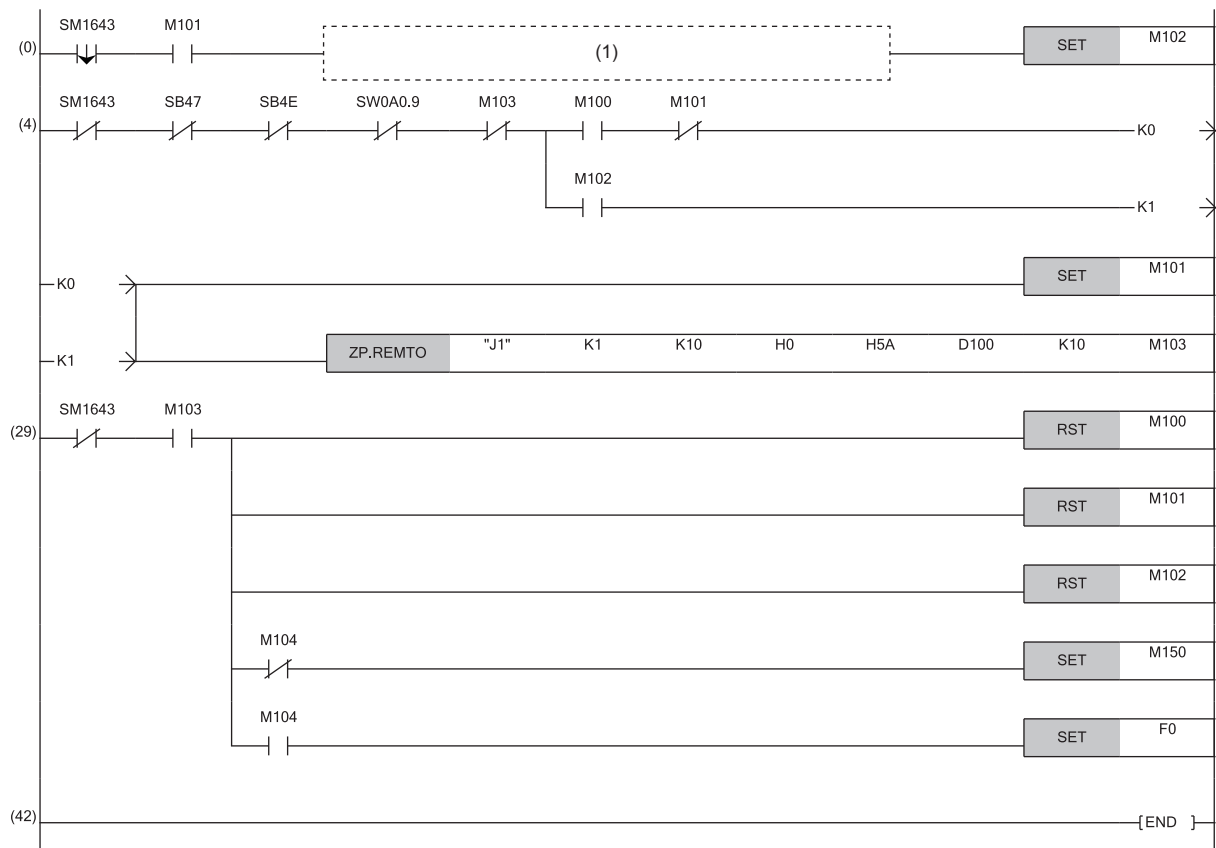 SM1643 M101
(0) (1) SET M102
SM1643 SB47 SB4E SW0A0.9 M103 M100 M101
(4) K0
M102
K1
K0 SET M101
K1 ZP.REMTO "J1" K1 K10 H0 H5A D100 K10 M103
SM1643 M103
(29) RST M100
RST M101
RST M102
M104
SET M150
M104
SET F0
(42) [END ]